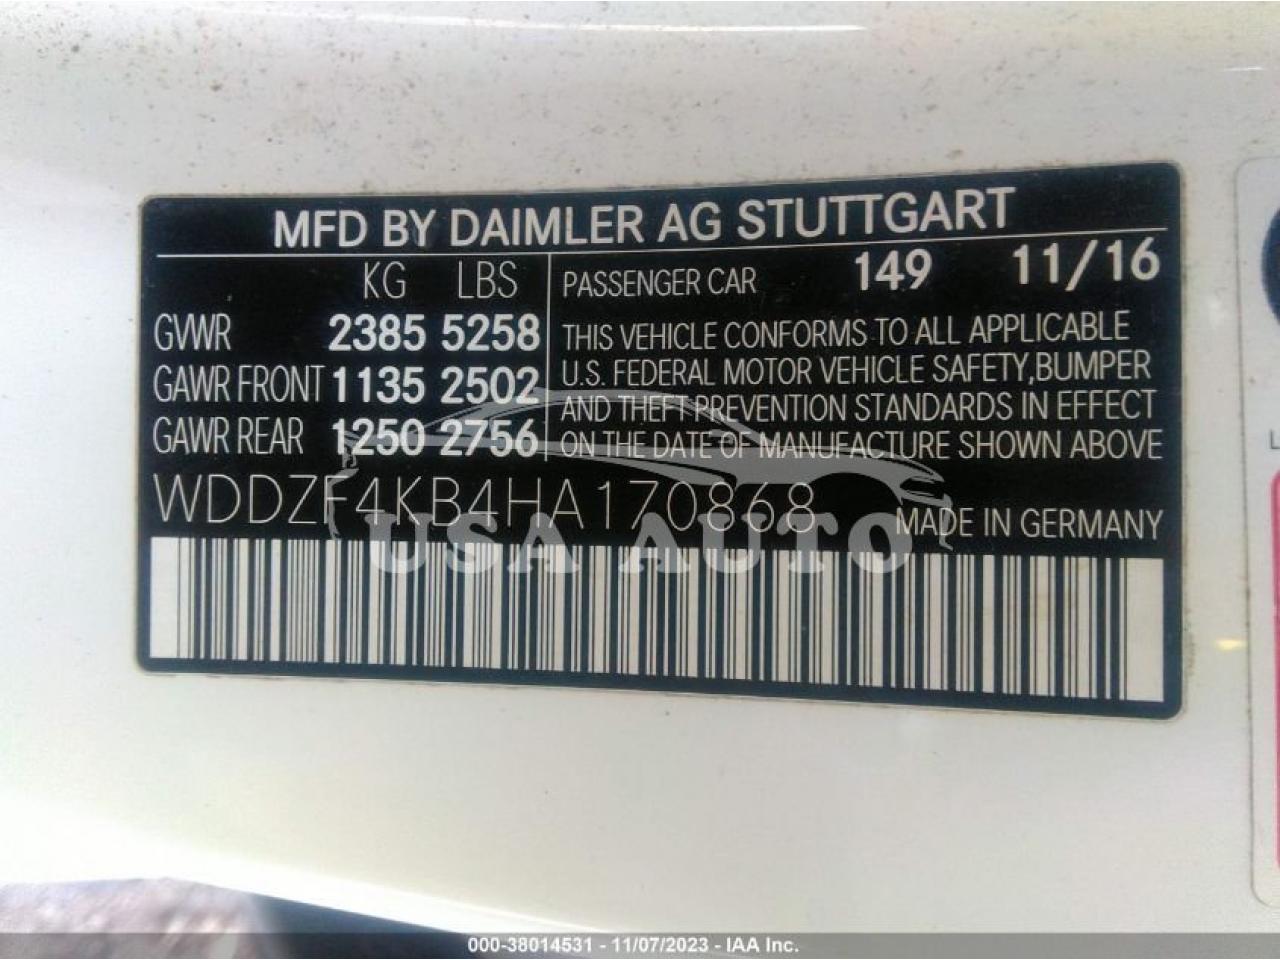 MFD BY DAIMLER AG STUTTGART
KG LBS
GVWR 2385 5258
GAWR FRONT 1135 2502
GAWR REAR 1250 2756
PASSENGER CAR 149 11/16
THIS VEHICLE CONFORMS TO ALL APPLICABLE
U.S. FEDERAL MOTOR VEHICLE SAFETY,BUMPER
AND THEFT PREVENTION STANDARDS IN EFFECT
ON THE DATE OF MANUFACTURE SHOWN ABOVE
WDDZF4KB4HA170868 MADE IN GERMANY
USA AUTO
000-38014531 - 11/07/2023 - IAA Inc.